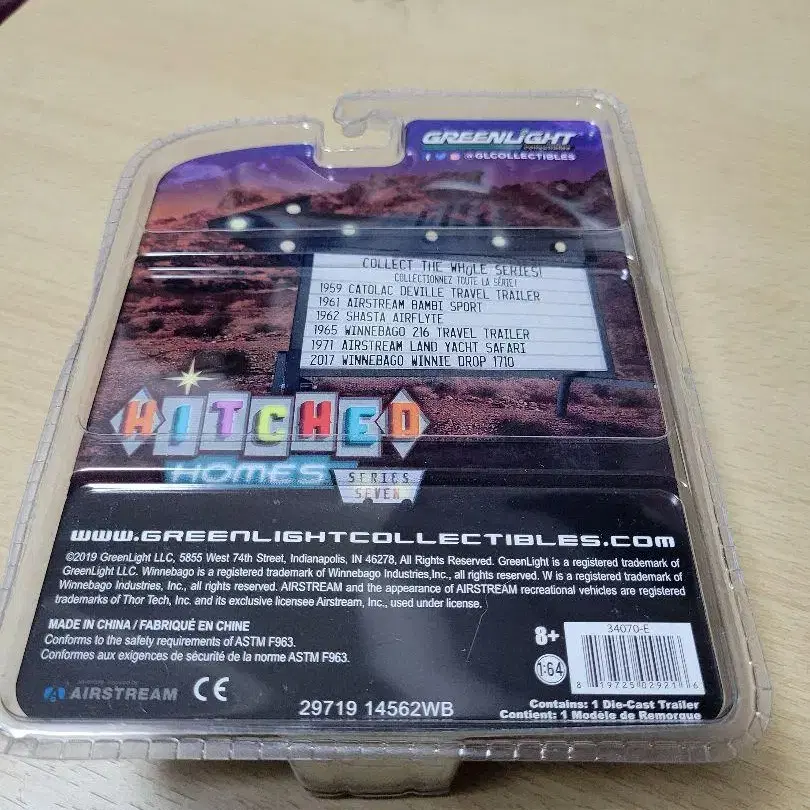 GREENLIGHT
COLLECTIBLES
@GLCOLLECTIBLES
COLLECT THE WHOLE SERIES!
COLLECTIONNEZ TOUTE LA SÉRIE!
1959 CATOLAC DEVILLE TRAVEL TRAILER
1961 AIRSTREAM BAMBI SPORT
1962 SHASTA AIRFLYTE
1965 WINNEBAGO 216 TRAVEL TRAILER
1971 AIRSTREAM LAND YACHT SAFARI
2017 WINNEBAGO WINNIE DROP 1710
HITCHED
HOMES
SERIES
SEVEN
www.GREENLIGHTCOLLECTIBLES.com
©2019 GreenLight LLC, 5855 West 74th Street, Indianapolis, IN 46278, All Rights Reserved. GreenLight is a registered trademark of
GreenLight LLC. Winnebago is a registered trademark of Winnebago Industries,Inc., all rights reserved. W is a registered trademark of
Winnebago Industries, Inc., all rights reserved. AIRSTREAM and the appearance of AIRSTREAM recreational vehicles are registered
trademarks of Thor Tech, Inc. and its exclusive licensee Airstream, Inc., used under license.
MADE IN CHINA / FABRIQUÉ EN CHINE
Conforms to the safety requirements of ASTM F963.
Conformes aux exigences de sécurité de la norme ASTM F963.
AIRSTREAM CE
29719 14562WB
8+
1:64
34070-E
8 19725 02921 6
Contains: 1 Die-Cast Trailer
Contient: 1 Modèle de Remorque